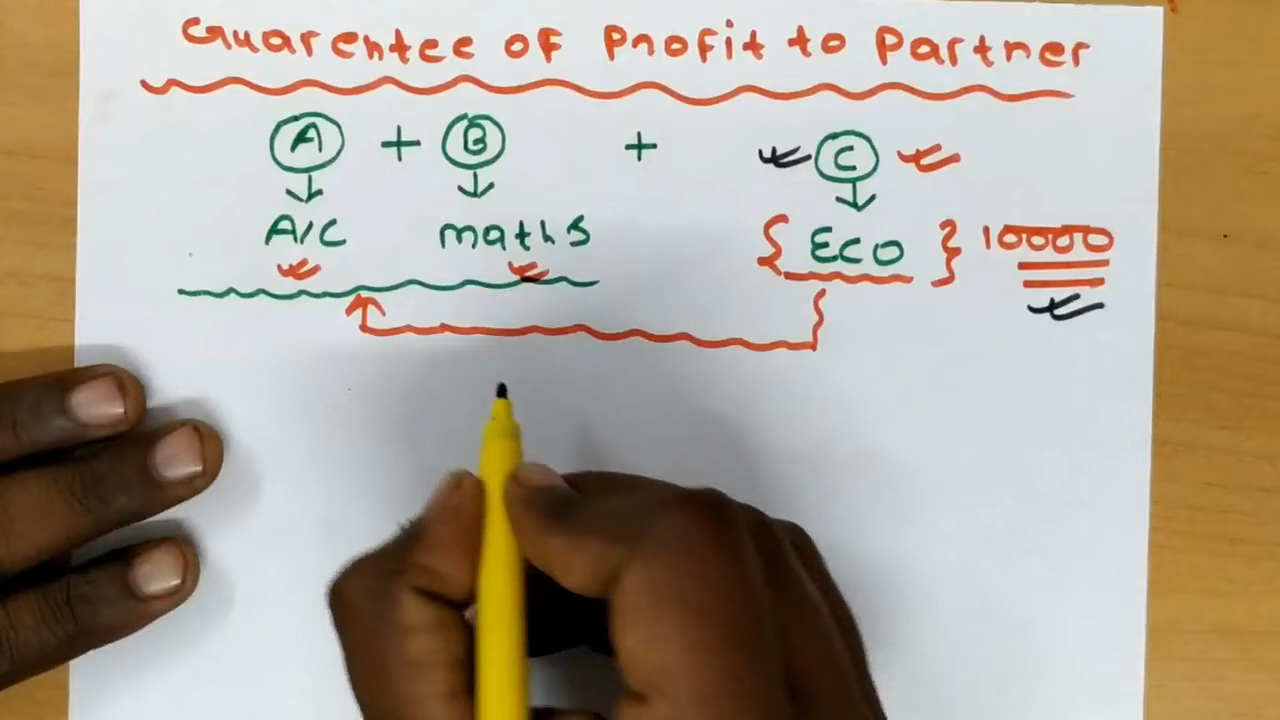 Guarentee of Profit to Partner
A + B + C
A/C maths { ECO } 10000